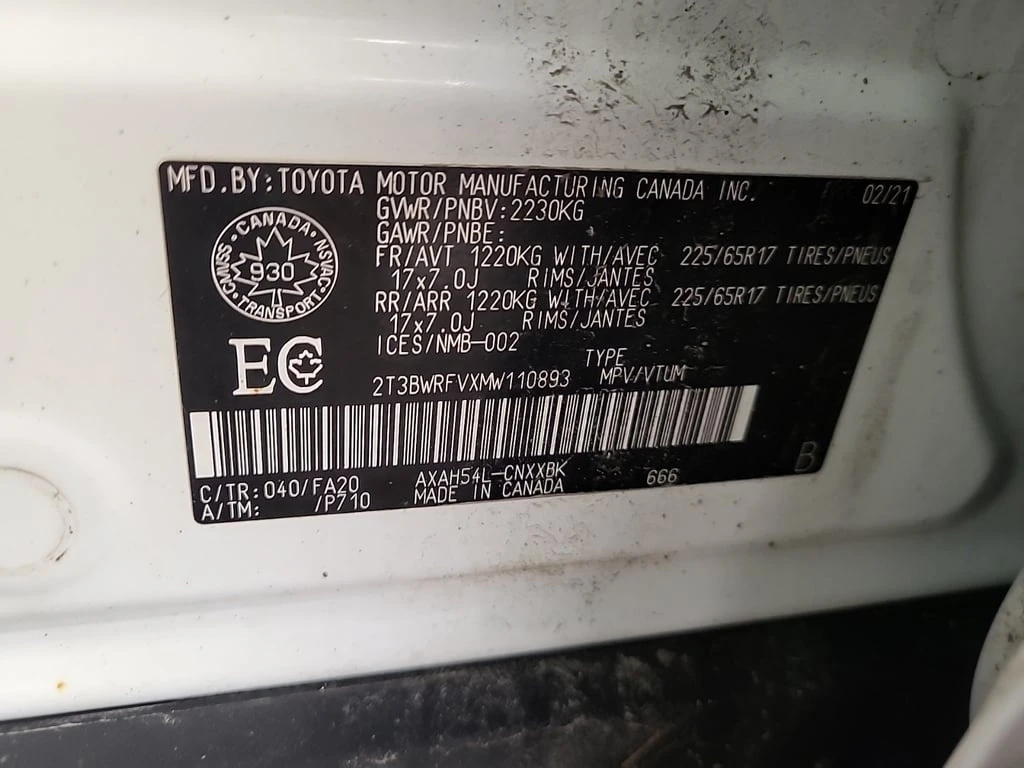 MFD.BY:TOYOTA MOTOR MANUFACTURING CANADA INC. 02/21
GVWR/PNBV:2230KG
GAWR/PNBE:
FR/AVT 1220KG WITH/AVEC 225/65R17 TIRES/PNEUS
17x7.0J RIMS/JANTES
RR/ARR 1220KG WITH/AVEC 225/65R17 TIRES/PNEUS
17x7.0J RIMS/JANTES
ICES/NMB-002
CANADA
CMVSS • NSVAC
930
TRANSPORT
EC
TYPE
2T3BWRFVXMW110893 MPV/VTUM
C/TR:040/FA20 AXAH54L-CNXXBK 666 B
A/TM: /P710 MADE IN CANADA